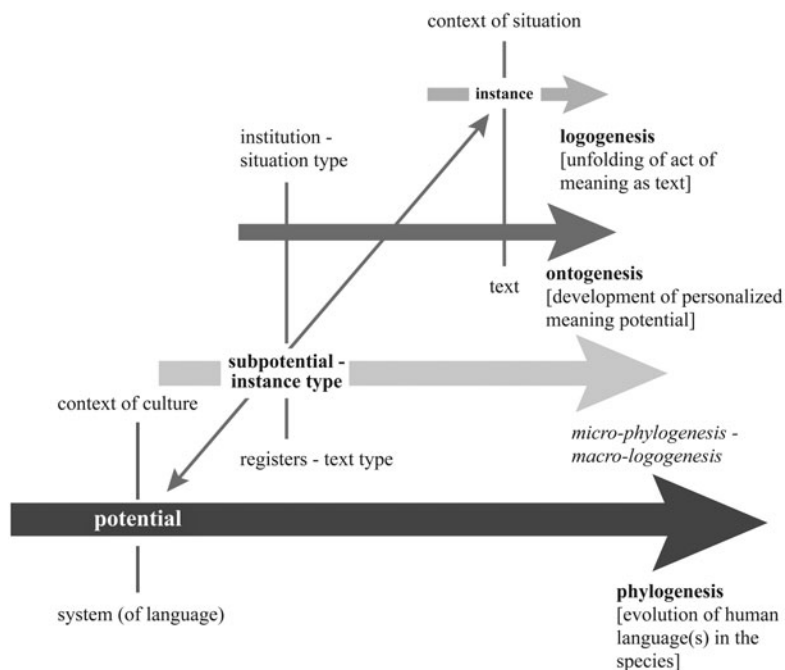 context of situation
instance
institution -
situation type
logogenesis
[unfolding of act of
meaning as text]
text
ontogenesis
[development of personalized
meaning potential]
subpotential -
instance type
context of culture
registers - text type
micro-phylogenesis -
macro-logogenesis
potential
system (of language)
phylogenesis
[evolution of human
language(s) in the
species]